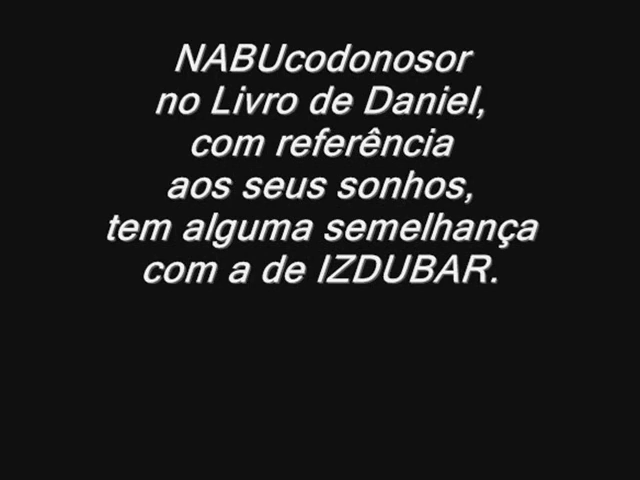 NABUcodonosor
no Livro de Daniel,
com referência
aos seus sonhos,
tem alguma semelhança
com a de IZDUBAR.